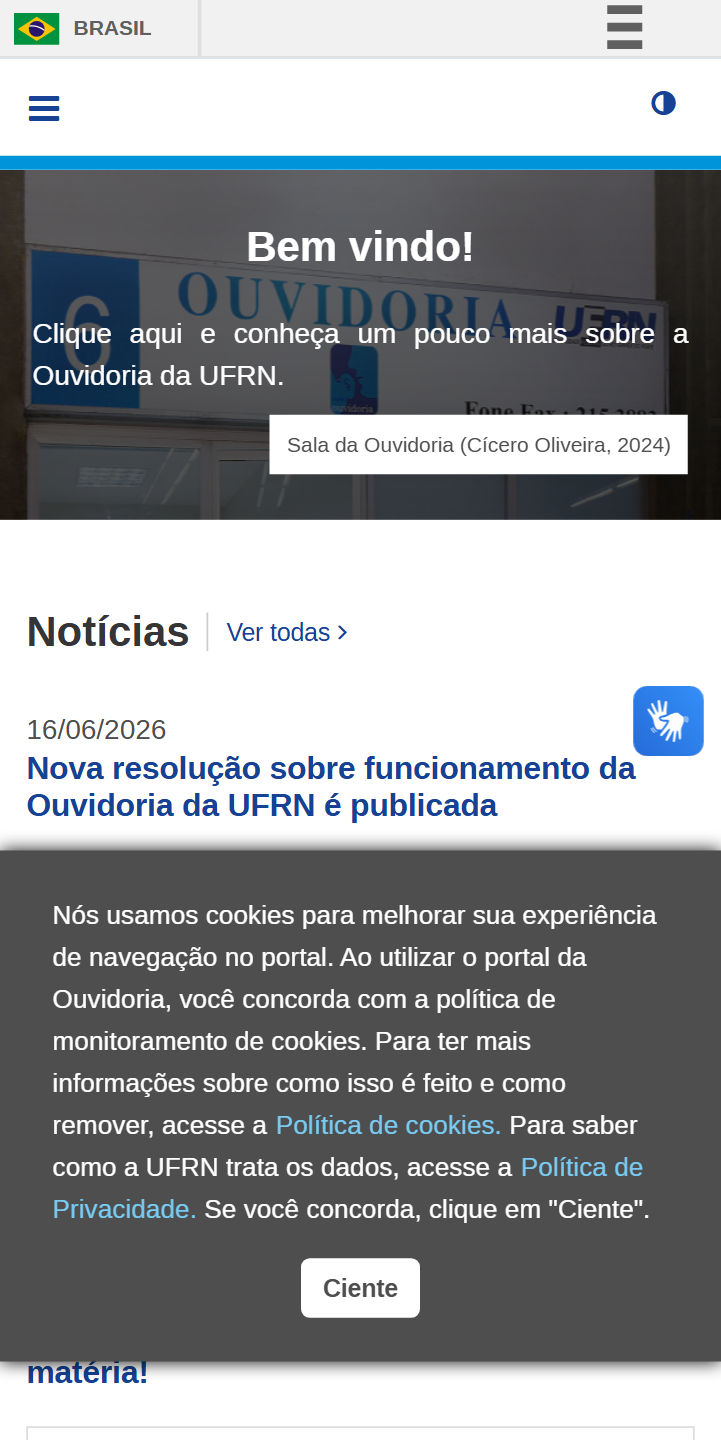 BRASIL
Bem vindo!
6
OUVIDORIA
UFRN
Clique aqui e conheça um pouco mais sobre a
Ouvidoria da UFRN.
Sala da Ouvidoria (Cícero Oliveira, 2024)
Notícias
Ver todas
16/06/2026
Nova resolução sobre funcionamento da
Ouvidoria da UFRN é publicada
Nós usamos cookies para melhorar sua experiência
de navegação no portal. Ao utilizar o portal da
Ouvidoria, você concorda com a política de
monitoramento de cookies. Para ter mais
informações sobre como isso é feito e como
remover, acesse a Política de cookies. Para saber
como a UFRN trata os dados, acesse a Política de
Privacidade. Se você concorda, clique em "Ciente".
Ciente
matéria!